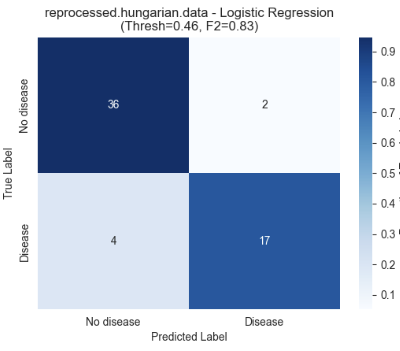 reprocessed.hungarian.data - Logistic Regression
(Thresh=0.46, F2=0.83)
True Label
No disease
Disease
36
2
4
17
No disease
Disease
Predicted Label
0.9
0.8
0.7
0.6
0.5
0.4
0.3
0.2
0.1